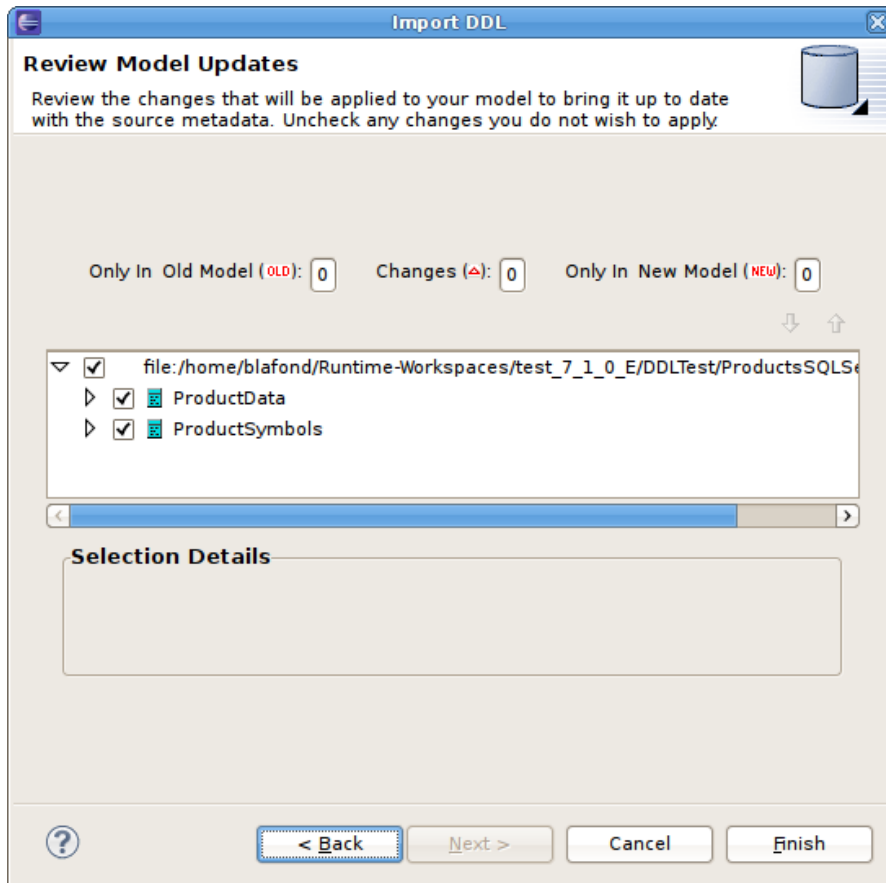 Import DDL
Review Model Updates
Review the changes that will be applied to your model to bring it up to date
with the source metadata. Uncheck any changes you do not wish to apply.
Only In Old Model (OLD): 0 Changes (): 0 Only In New Model (NEW): 0
file:/home/blafond/Runtime-Workspaces/test_7_1_0_E/DDLTest/ProductsSQLSe
ProductData
ProductSymbols
Selection Details
< Back Next > Cancel Finish